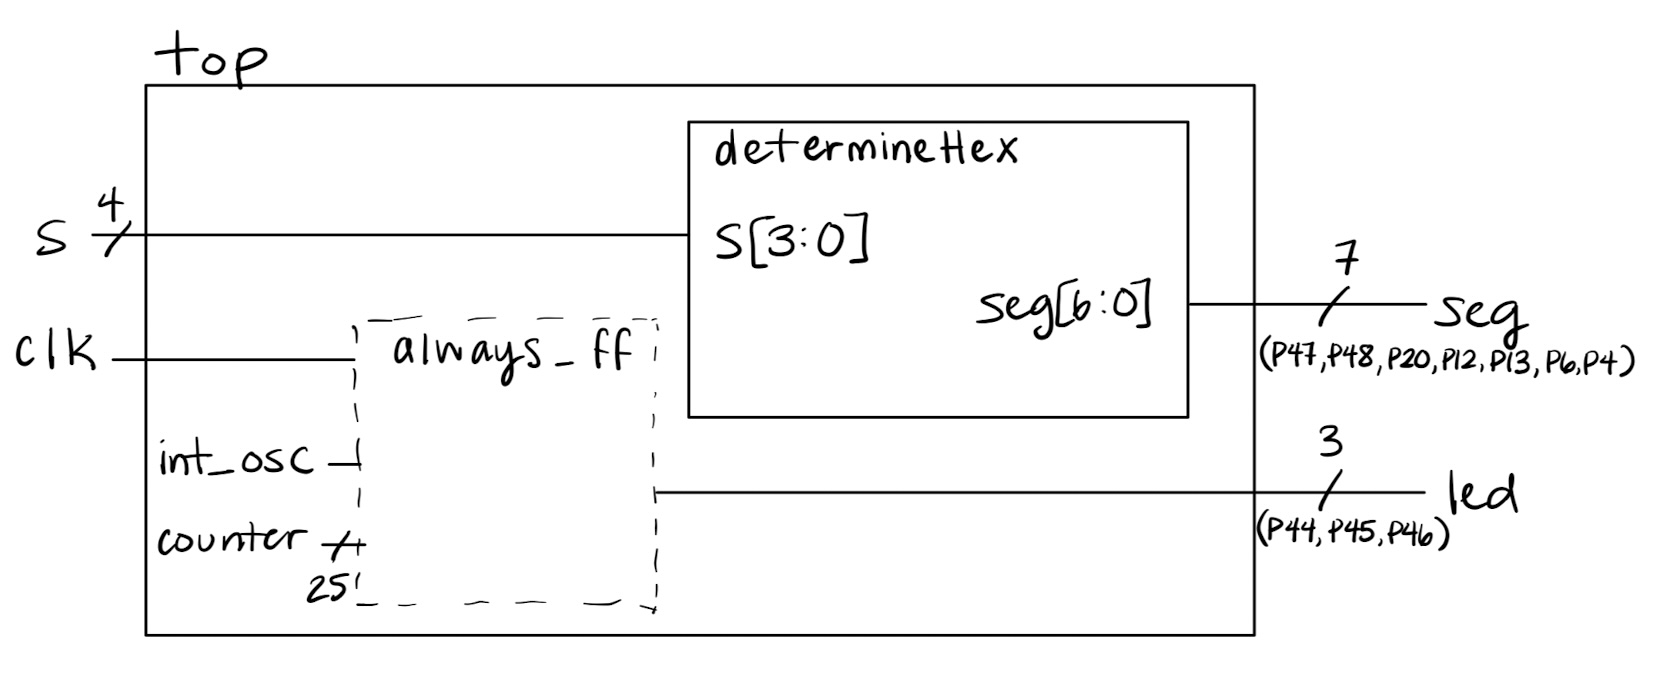 top
determineHex
4
S
S[3:0]
7
seg[6:0]
seg
(P47, P48, P20, P12, P13, P6, P4)
clk
always_ff
int_osc
3
led
(P44, P45, P46)
counter
25